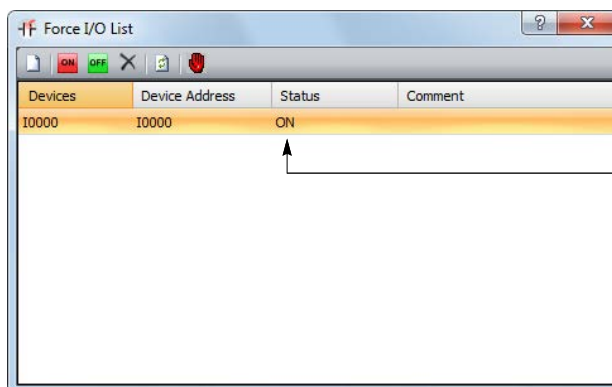 Force I/O List
?
ON OFF
Devices Device Address Status Comment
I0000 I0000 ON